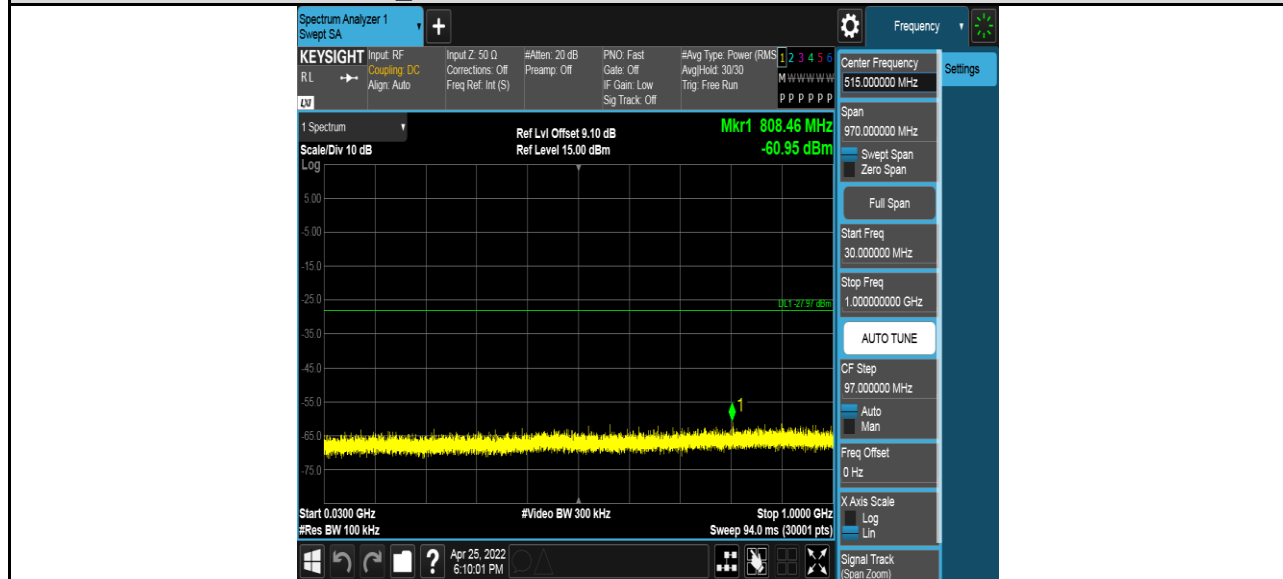 Spectrum Analyzer 1
Swept SA
+
Frequency
KEYSIGHT
RL
LXI
Input: RF
Coupling: DC
Align: Auto
Input Z: 50 Ω
Corrections: Off
Freq Ref: Int (S)
#Atten: 20 dB
Preamp: Off
PNO: Fast
Gate: Off
IF Gain: Low
Sig Track: Off
#Avg Type: Power (RMS
Avg|Hold: 30/30
Trig: Free Run
1 2 3 4 5 6
M W W W W W
P P P P P P
1 Spectrum
Scale/Div 10 dB
Ref Lvl Offset 9.10 dB
Ref Level 15.00 dBm
Mkr1 808.46 MHz
-60.95 dBm
Log
5.00
-5.00
-15.0
-25.0
DL1 -27.97 dBm
-35.0
-45.0
-55.0
1
-65.0
-75.0
Start 0.0300 GHz
#Res BW 100 kHz
#Video BW 300 kHz
Stop 1.0000 GHz
Sweep 94.0 ms (30001 pts)
?
Apr 25, 2022
6:10:01 PM
Center Frequency
515.000000 MHz
Settings
Span
970.000000 MHz
Swept Span
Zero Span
Full Span
Start Freq
30.000000 MHz
Stop Freq
1.000000000 GHz
AUTO TUNE
CF Step
97.000000 MHz
Auto
Man
Freq Offset
0 Hz
X Axis Scale
Log
Lin
Signal Track
(Span Zoom)